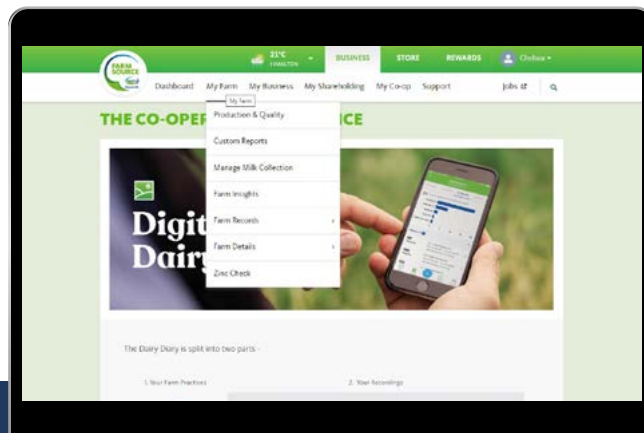 FARM
SOURCE
21°C
HAMILTON
BUSINESS STORE REWARDS Chelsea
Dashboard My Farm My Business My Shareholding My Co-op Support Jobs
My Farm
THE CO-OPER
CE
Production & Quality
Custom Reports
Manage Milk Collection
Farm Insights
Farm Records
Farm Details
Zinc Check
Digit
Dairy
The Dairy Diary is split into two parts -
1. Your Farm Practices 2. Your Recordings